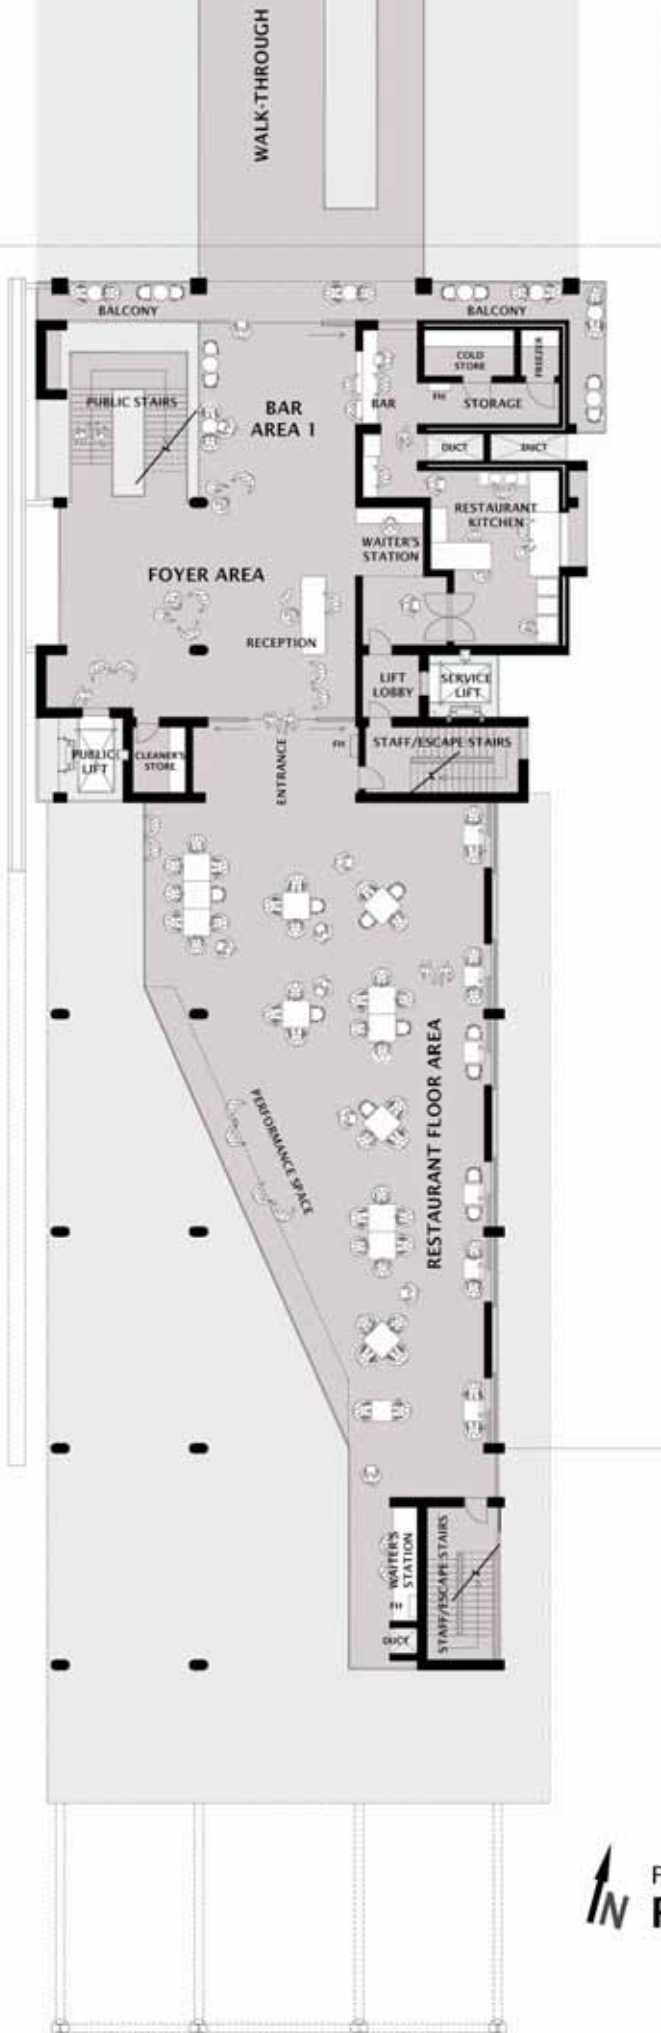 WALK-THROUGH
BALCONY
BALCONY
COLD
STORE
FREEZER
PUBLIC STAIRS
BAR
AREA 1
BAR
FH
STORAGE
DUCT
DUCT
RESTAURANT
KITCHEN
WAITER'S
STATION
FOYER AREA
RECEPTION
LIFT
LOBBY
SERVICE
LIFT
PUBLIC
LIFT
CLEANER'S
STORE
ENTRANCE
FH
STAFF/ESCAPE STAIRS
RESTAURANT FLOOR AREA
PERFORMANCE SPACE
WAITER'S
STATION
FH
DUCT
STAFF/ESCAPE STAIRS
N